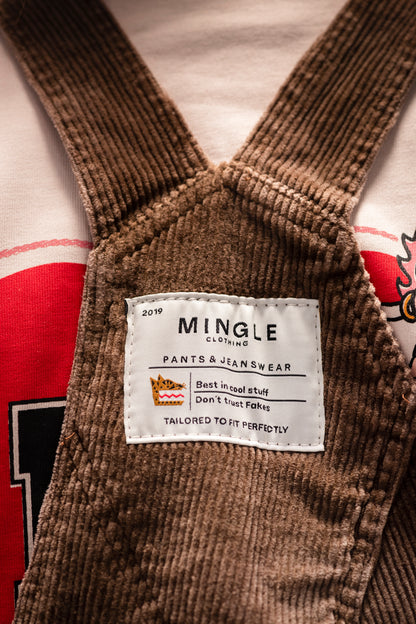 2019
MINGLE
CLOTHING
PANTS & JEANSWEAR
Best in cool stuff
Don't trust Fakes
TAILORED TO FIT PERFECTLY